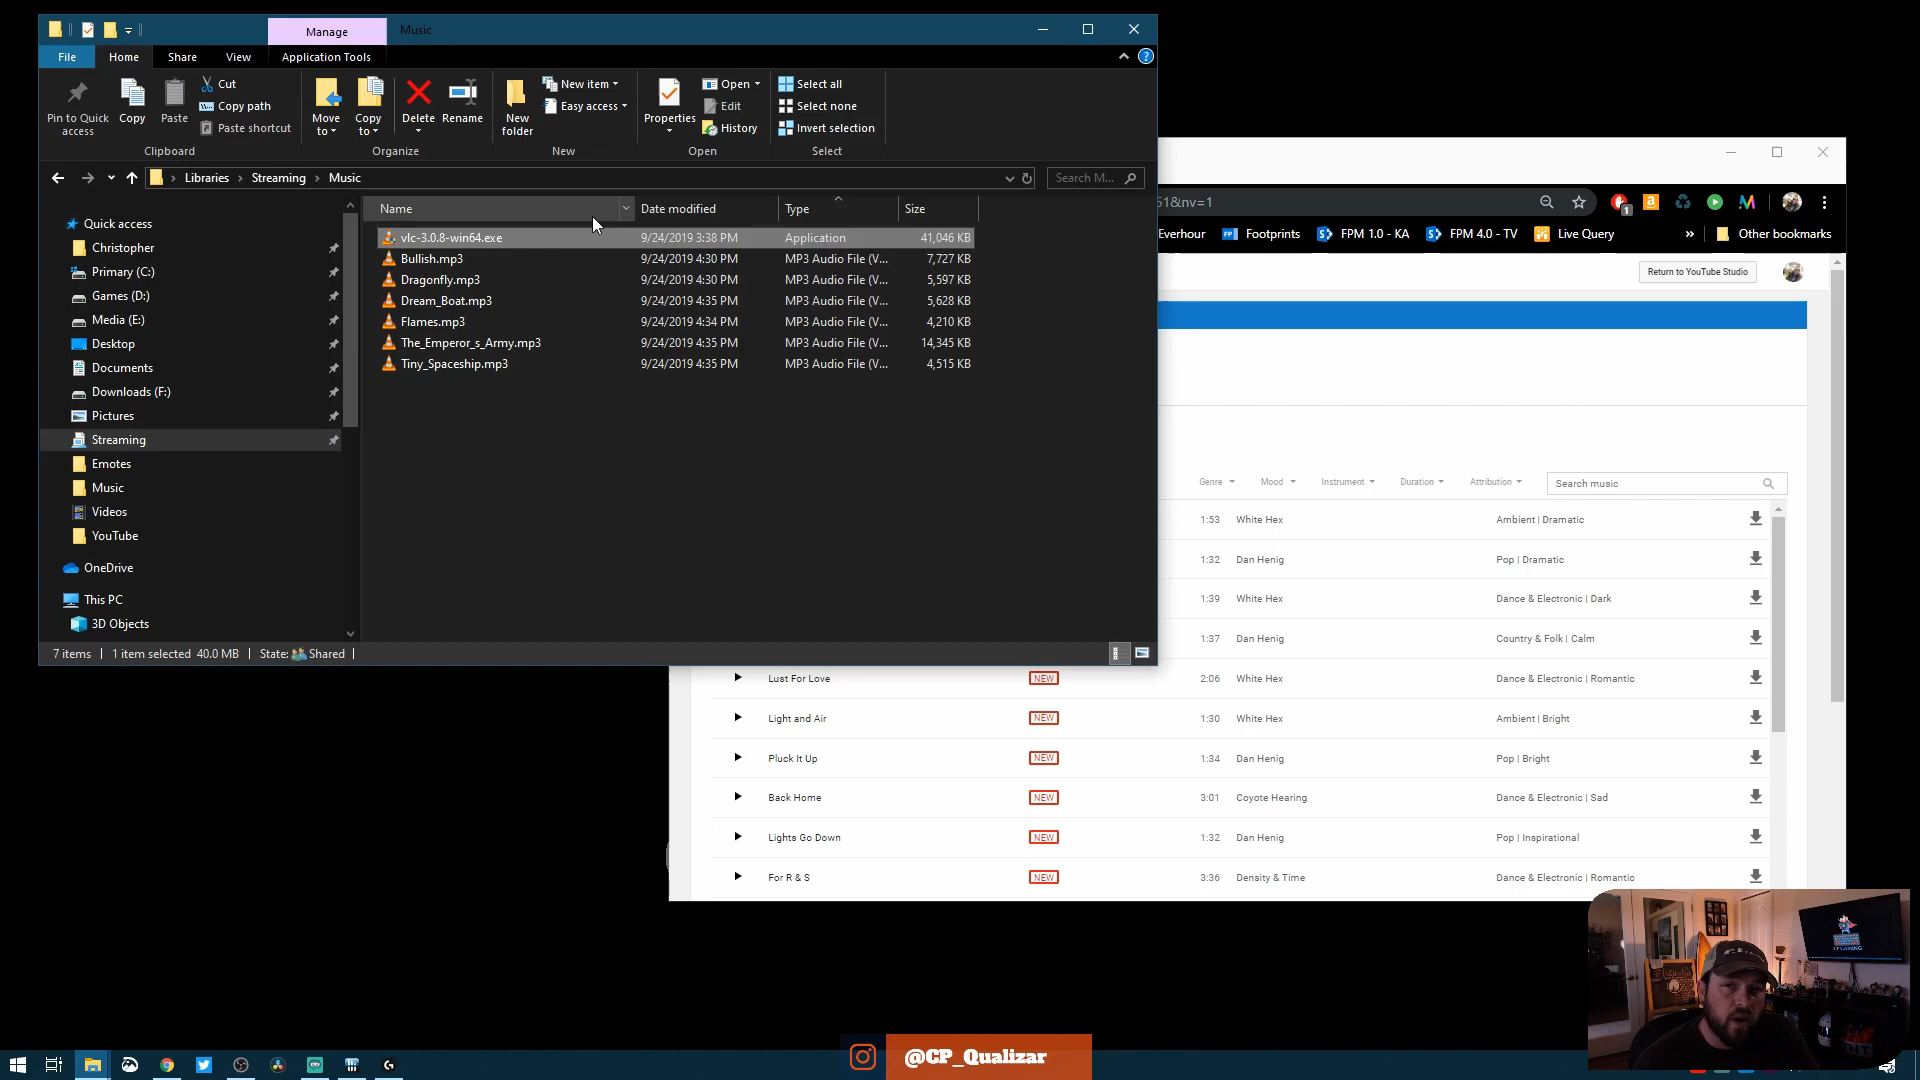 Manage
Music
File
Home
Share
View
Application Tools
Pin to Quick access
Copy
Paste
Cut
Copy path
Paste shortcut
Clipboard
Move to
Copy to
Delete
Rename
Organize
New folder
New item
Easy access
New
Properties
Open
Edit
History
Open
Select all
Select none
Invert selection
Select
Libraries > Streaming > Music
Search M...
Name Date modified Type Size
vlc-3.0.8-win64.exe 9/24/2019 3:38 PM Application 41,046 KB
Bullish.mp3 9/24/2019 4:30 PM MP3 Audio File (V... 7,727 KB
Dragonfly.mp3 9/24/2019 4:30 PM MP3 Audio File (V... 5,597 KB
Dream_Boat.mp3 9/24/2019 4:35 PM MP3 Audio File (V... 5,628 KB
Flames.mp3 9/24/2019 4:34 PM MP3 Audio File (V... 4,210 KB
The_Emperor_s_Army.mp3 9/24/2019 4:35 PM MP3 Audio File (V... 14,345 KB
Tiny_Spaceship.mp3 9/24/2019 4:35 PM MP3 Audio File (V... 4,515 KB
Quick access
Christopher
Primary (C:)
Games (D:)
Media (E:)
Desktop
Documents
Downloads (F:)
Pictures
Streaming
Emotes
Music
Videos
YouTube
OneDrive
This PC
3D Objects
7 items 1 item selected 40.0 MB State: Shared
51&nv=1
1
Everhour Footprints FPM 1.0 - KA FPM 4.0 - TV Live Query » Other bookmarks
Return to YouTube Studio
Genre Mood Instrument Duration Attribution Search music
1:53 White Hex Ambient | Dramatic
1:32 Dan Henig Pop | Dramatic
1:39 White Hex Dance & Electronic | Dark
1:37 Dan Henig Country & Folk | Calm
Lust For Love NEW 2:06 White Hex Dance & Electronic | Romantic
Light and Air NEW 1:30 White Hex Ambient | Bright
Pluck It Up NEW 1:34 Dan Henig Pop | Bright
Back Home NEW 3:01 Coyote Hearing Dance & Electronic | Sad
Lights Go Down NEW 1:32 Dan Henig Pop | Inspirational
For R & S NEW 3:36 Density & Time Dance & Electronic | Romantic
CP GAMING
@CP_Qualizar